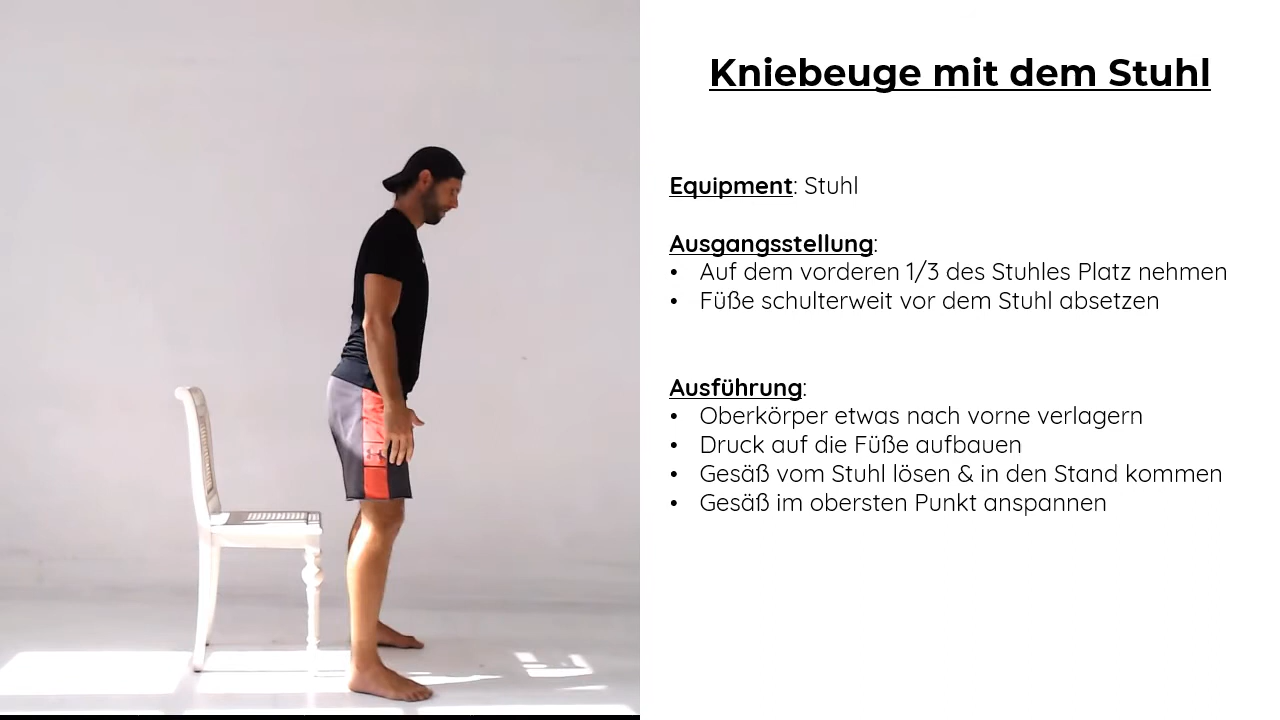 Kniebeuge mit dem Stuhl
Equipment: Stuhl
Ausgangsstellung:
• Auf dem vorderen 1/3 des Stuhles Platz nehmen
• Füße schulterweit vor dem Stuhl absetzen
Ausführung:
• Oberkörper etwas nach vorne verlagern
• Druck auf die Füße aufbauen
• Gesäß vom Stuhl lösen & in den Stand kommen
• Gesäß im obersten Punkt anspannen